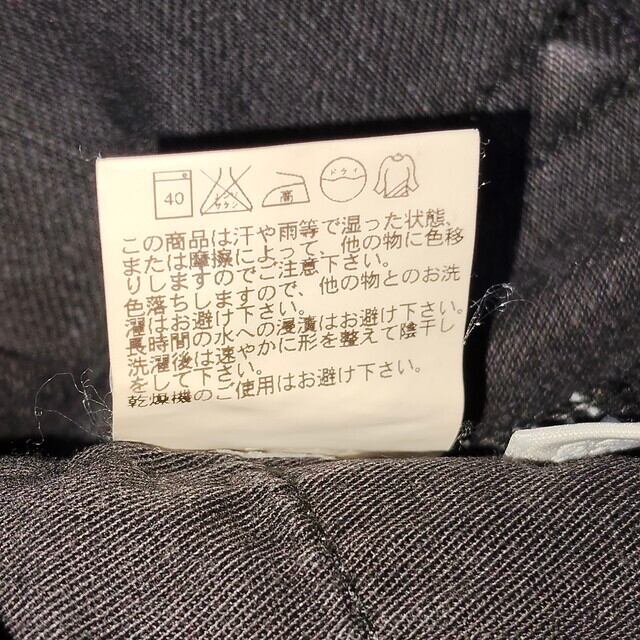 40
高
ドライ
この商品は汗や雨等で湿った状態、
または摩擦によって、他の物に色移
りしますのでご注意下さい。
色落ちしますので、他の物とのお洗
濯はお避け下さい。
長時間の水への浸漬はお避け下さい。
洗濯後は速やかに形を整えて陰干し
をして下さい。
乾燥機のご使用はお避け下さい。